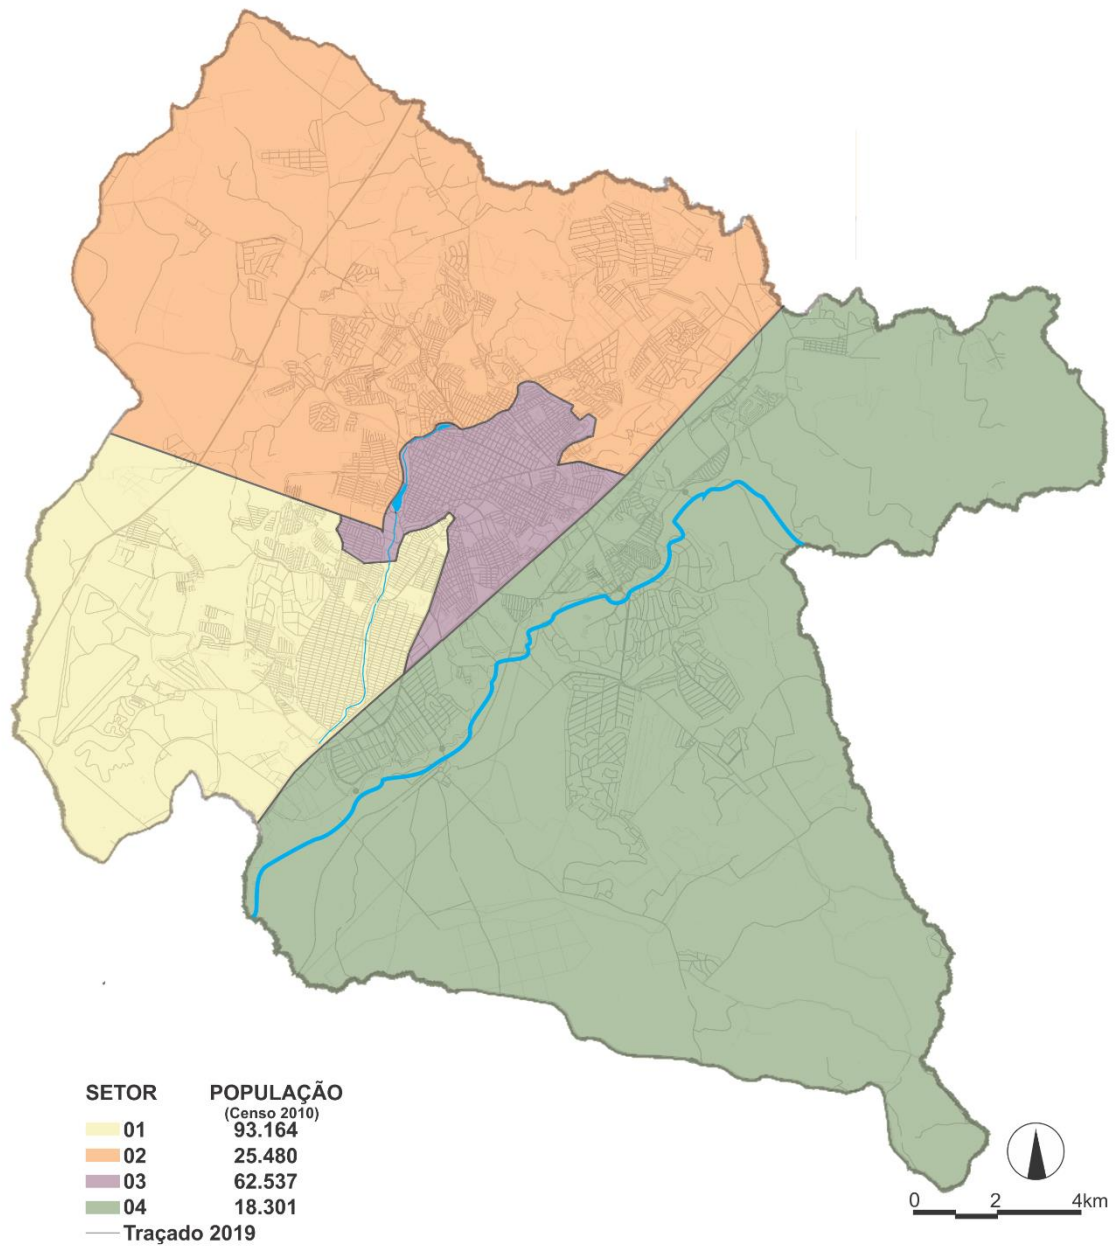 SETOR POPULAÇÃO
(Censo 2010)
01 93.164
02 25.480
03 62.537
04 18.301
Traçado 2019
0 2 4km